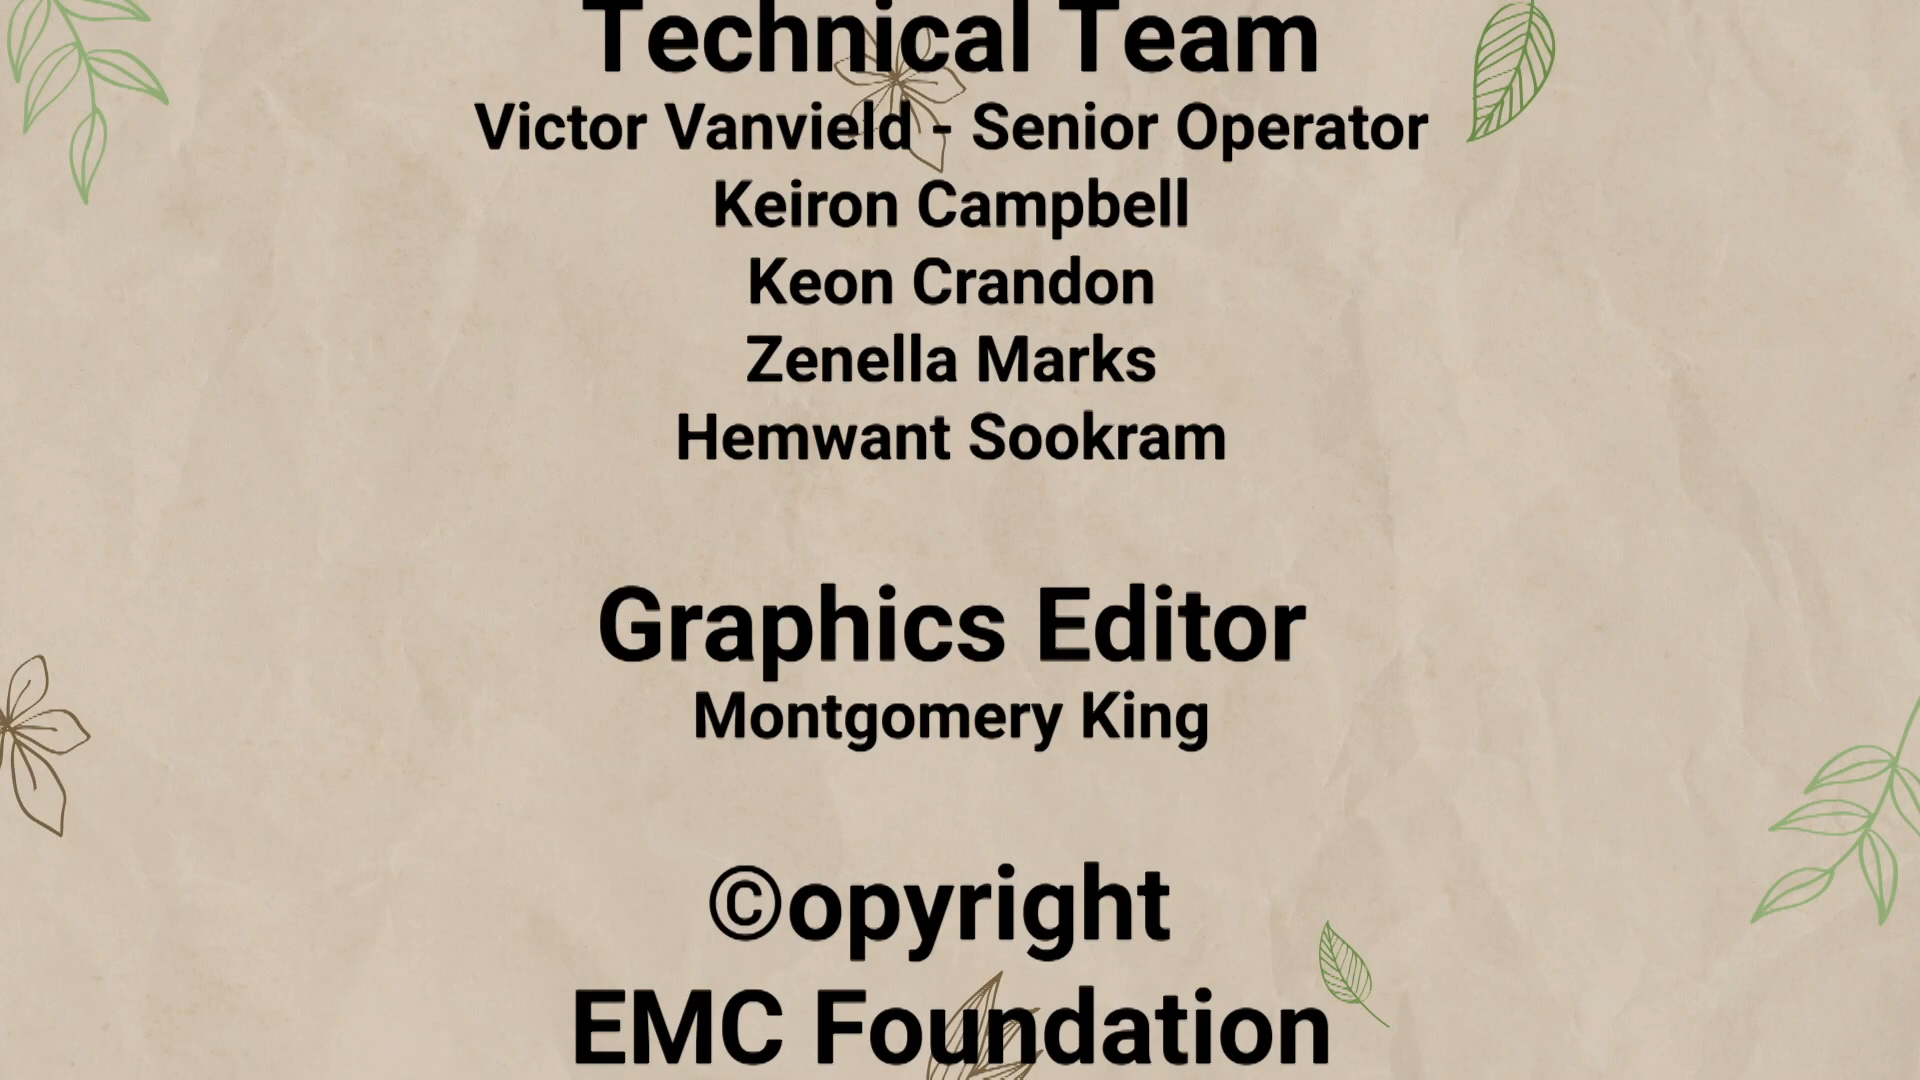 Technical Team
Victor Vanvield - Senior Operator
Keiron Campbell
Keon Crandon
Zenella Marks
Hemwant Sookram
Graphics Editor
Montgomery King
©opyright
EMC Foundation